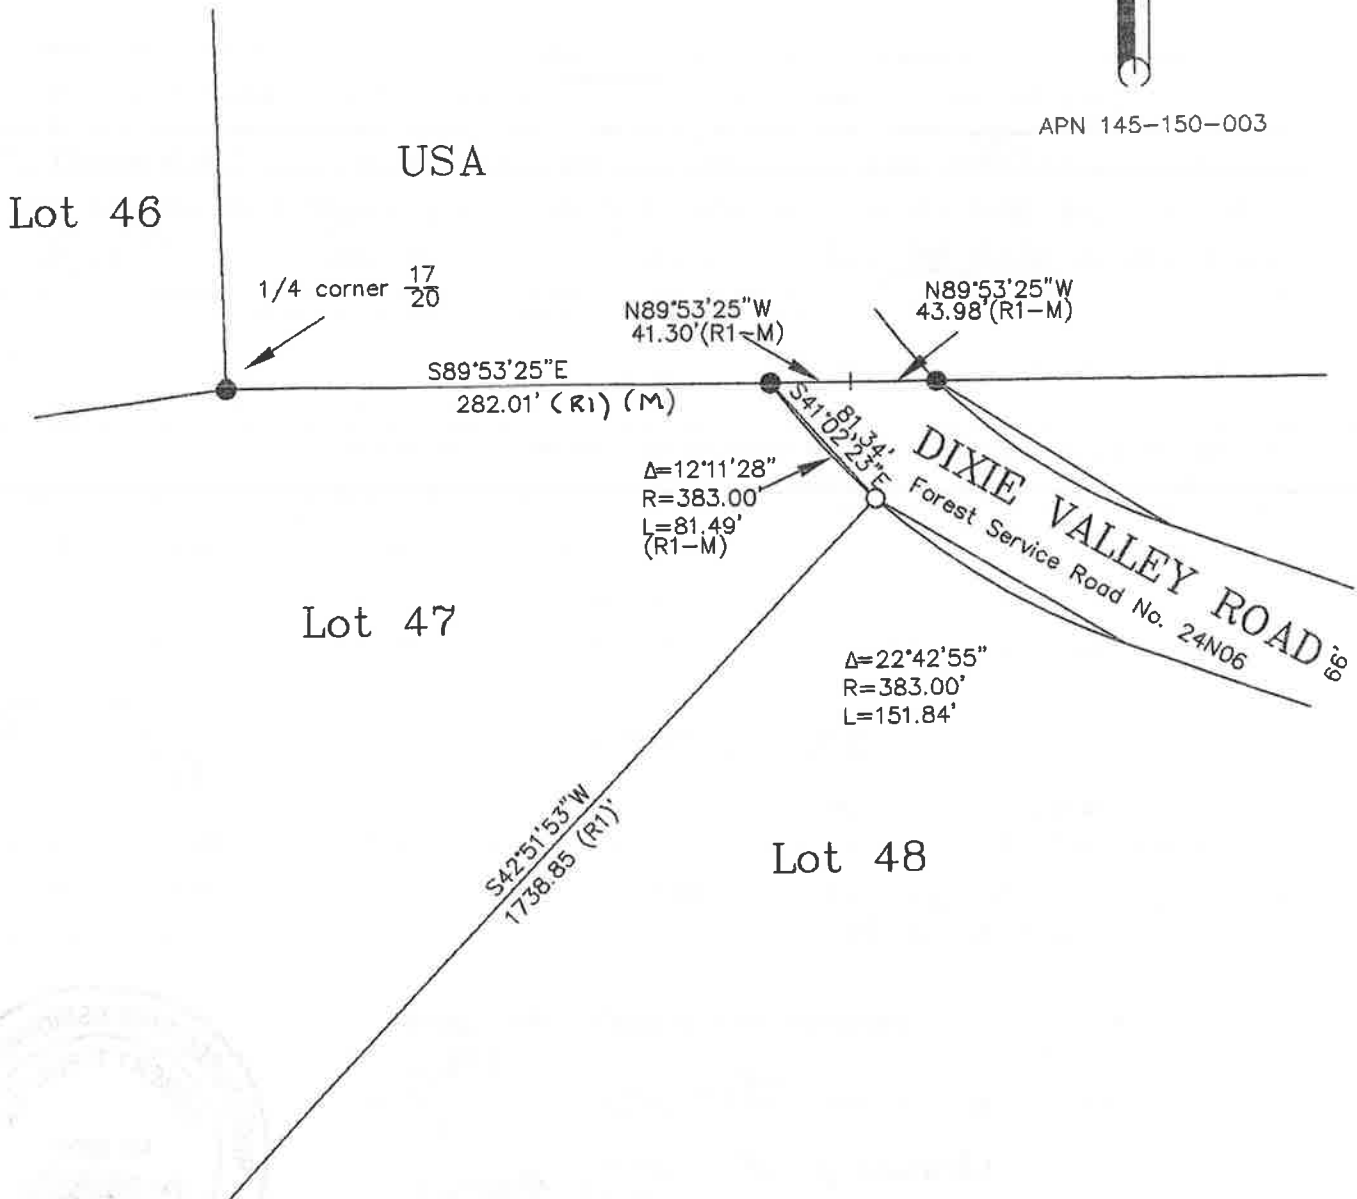 APN 145-150-003
USA
Lot 46
1/4 corner 17
20
N89°53'25"W
41.30'(R1-M)
N89°53'25"W
43.98'(R1-M)
S89°53'25"E
282.01' (R1) (M)
81.34'
S41°02'23"E
Δ=12°11'28"
R=383.00'
L=81.49'
(R1-M)
DIXIE VALLEY ROAD
Forest Service Road No. 24N06
66'
Lot 47
Δ=22°42'55"
R=383.00'
L=151.84'
S42°51'53"W
1738.85 (R1)'
Lot 48